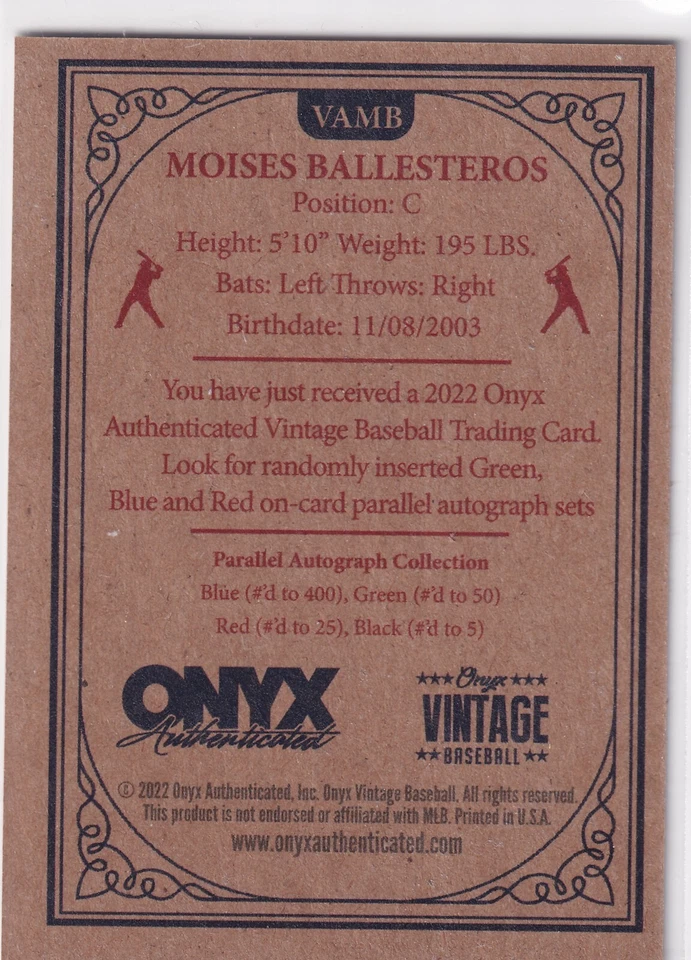 VAMB
MOISES BALLESTEROS
Position: C
Height: 5'10" Weight: 195 LBS.
Bats: Left Throws: Right
Birthdate: 11/08/2003
You have just received a 2022 Onyx
Authenticated Vintage Baseball Trading Card.
Look for randomly inserted Green,
Blue and Red on-card parallel autograph sets
Parallel Autograph Collection
Blue (#'d to 400), Green (#'d to 50)
Red (#'d to 25), Black (#'d to 5)
ONYX
Authenticated
★★★ Onyx ★★★
VINTAGE
★★ BASEBALL ★★
© 2022 Onyx Authenticated, Inc. Onyx Vintage Baseball. All rights reserved.
This product is not endorsed or affiliated with MLB. Printed in U.S.A.
www.onyxauthenticated.com